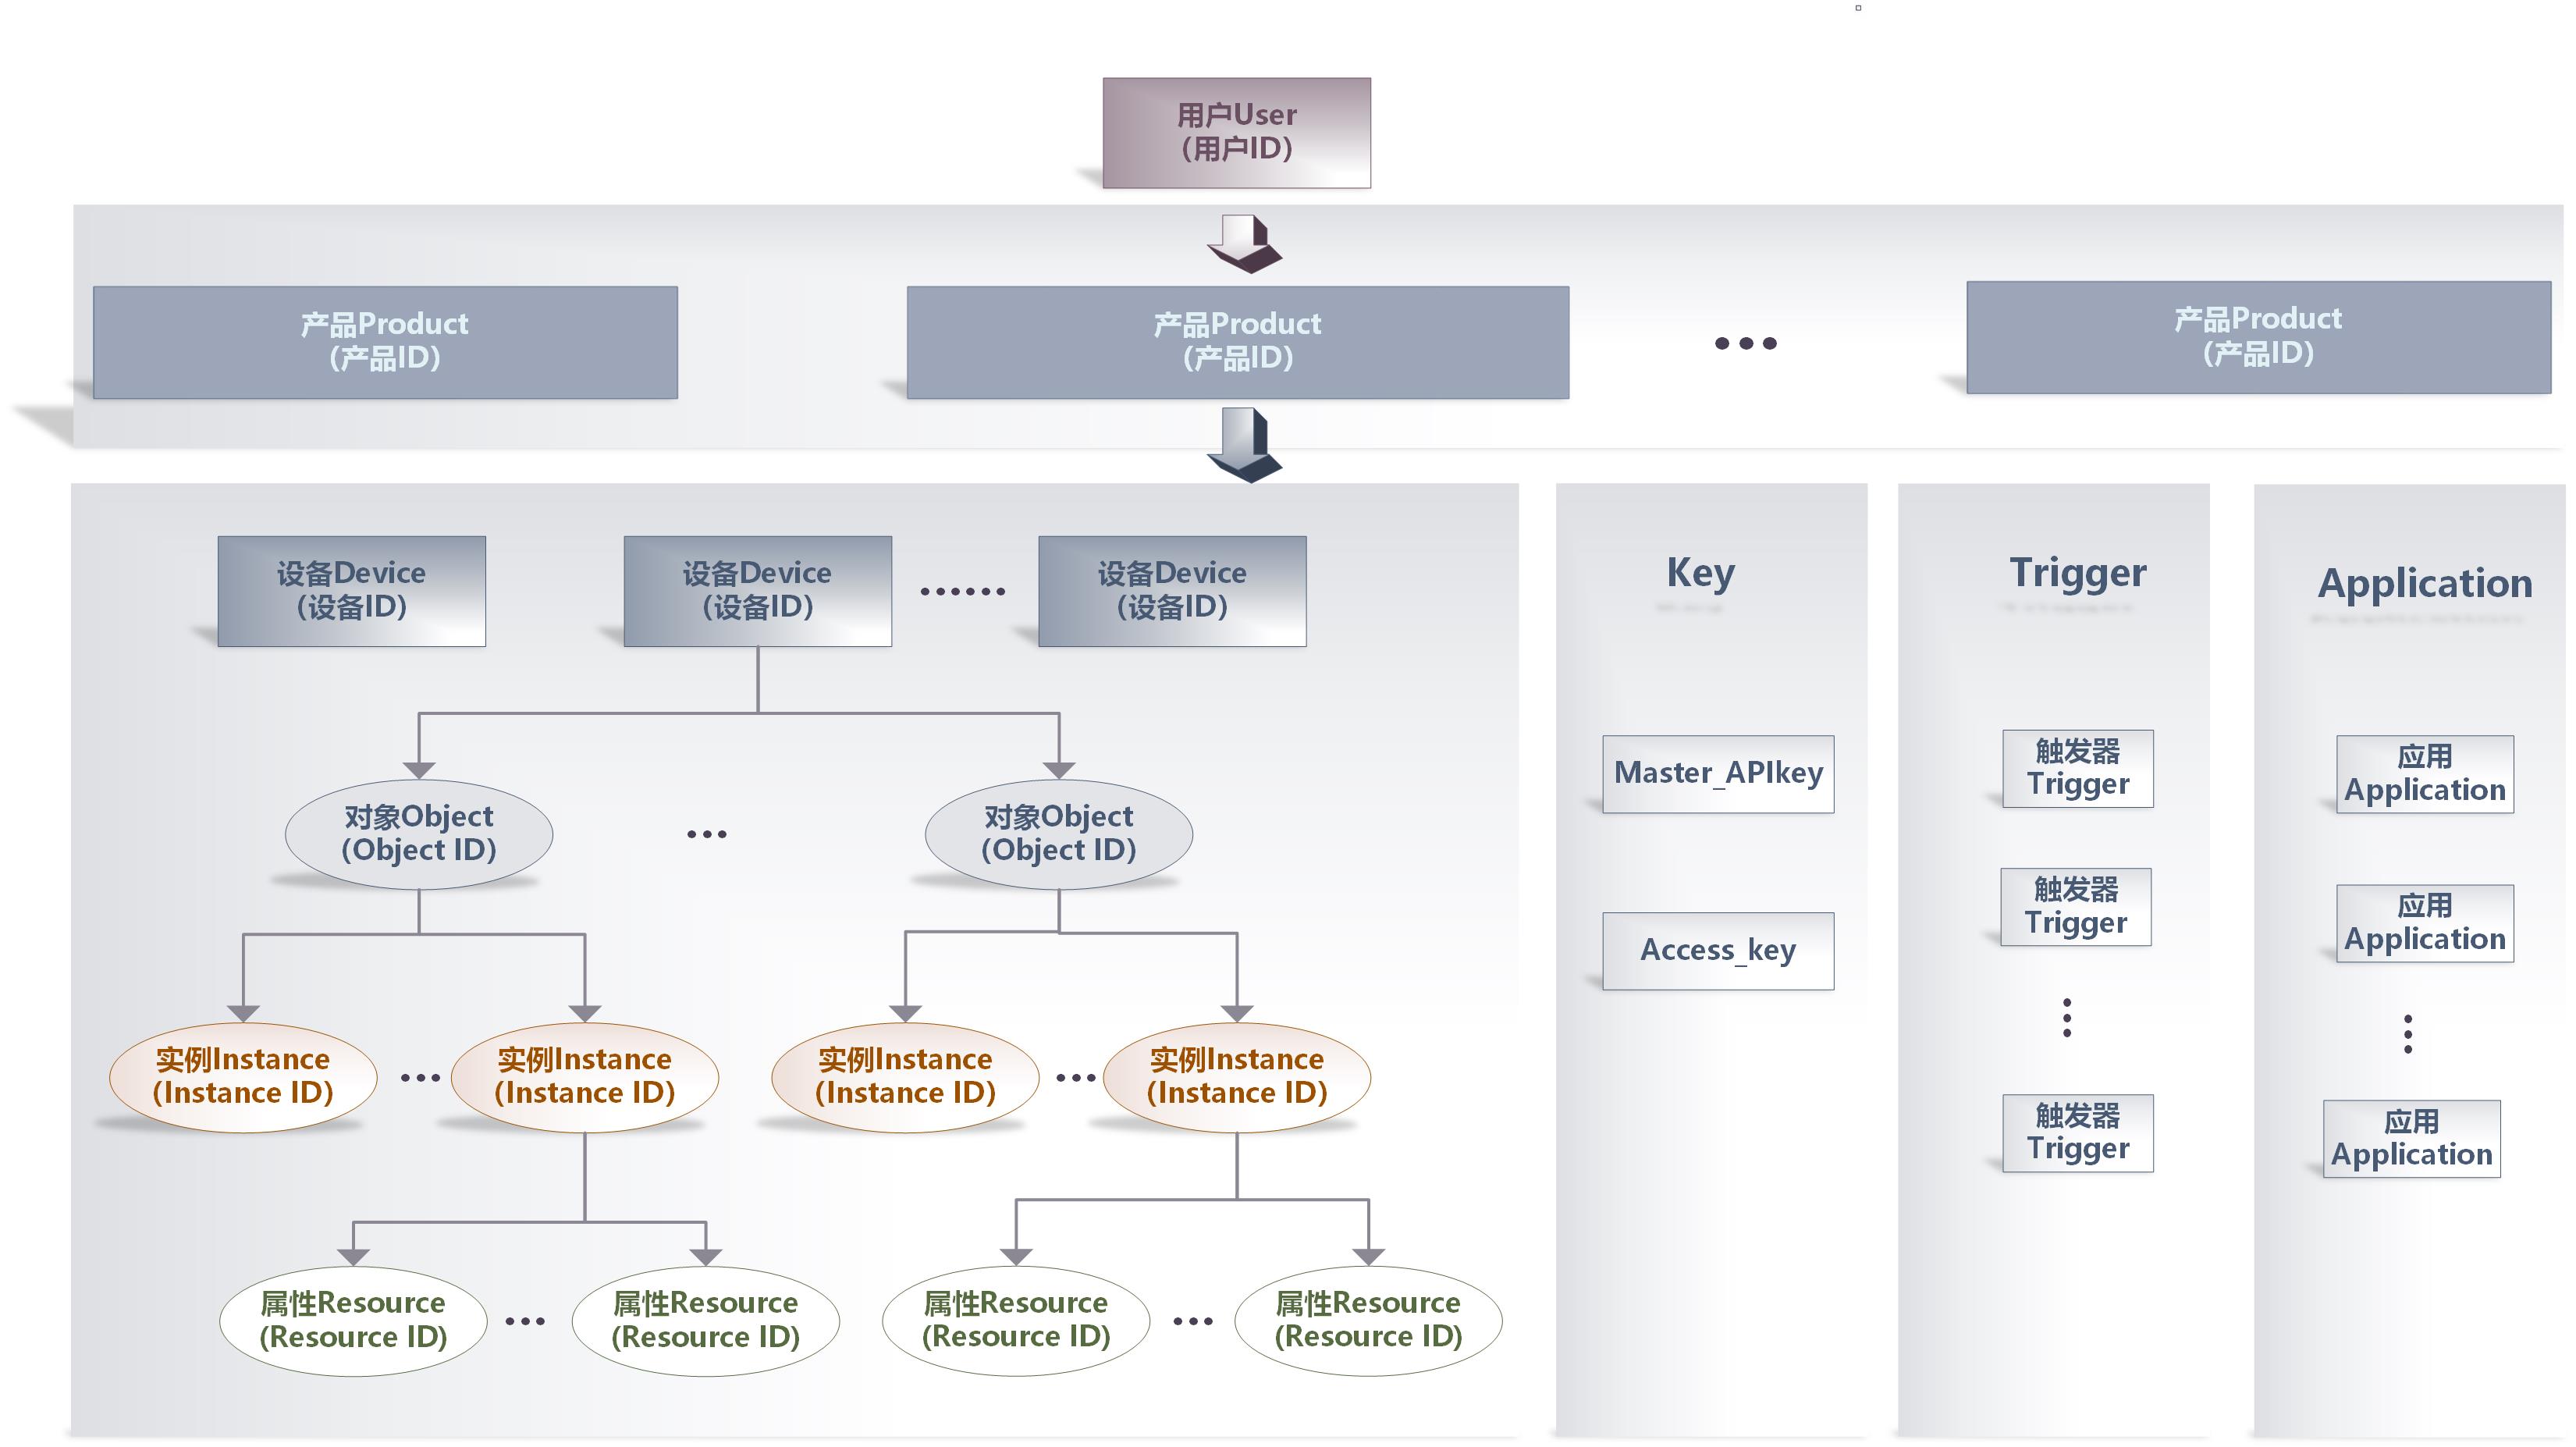 用户User
(用户ID)
产品Product
(产品ID)
产品Product
(产品ID)
产品Product
(产品ID)
设备Device
(设备ID)
设备Device
(设备ID)
设备Device
(设备ID)
对象Object
(Object ID)
对象Object
(Object ID)
实例Instance
(Instance ID)
实例Instance
(Instance ID)
实例Instance
(Instance ID)
实例Instance
(Instance ID)
属性Resource
(Resource ID)
属性Resource
(Resource ID)
属性Resource
(Resource ID)
属性Resource
(Resource ID)
Key
Master_APIkey
Access_key
Trigger
触发器
Trigger
触发器
Trigger
触发器
Trigger
Application
应用
Application
应用
Application
应用
Application